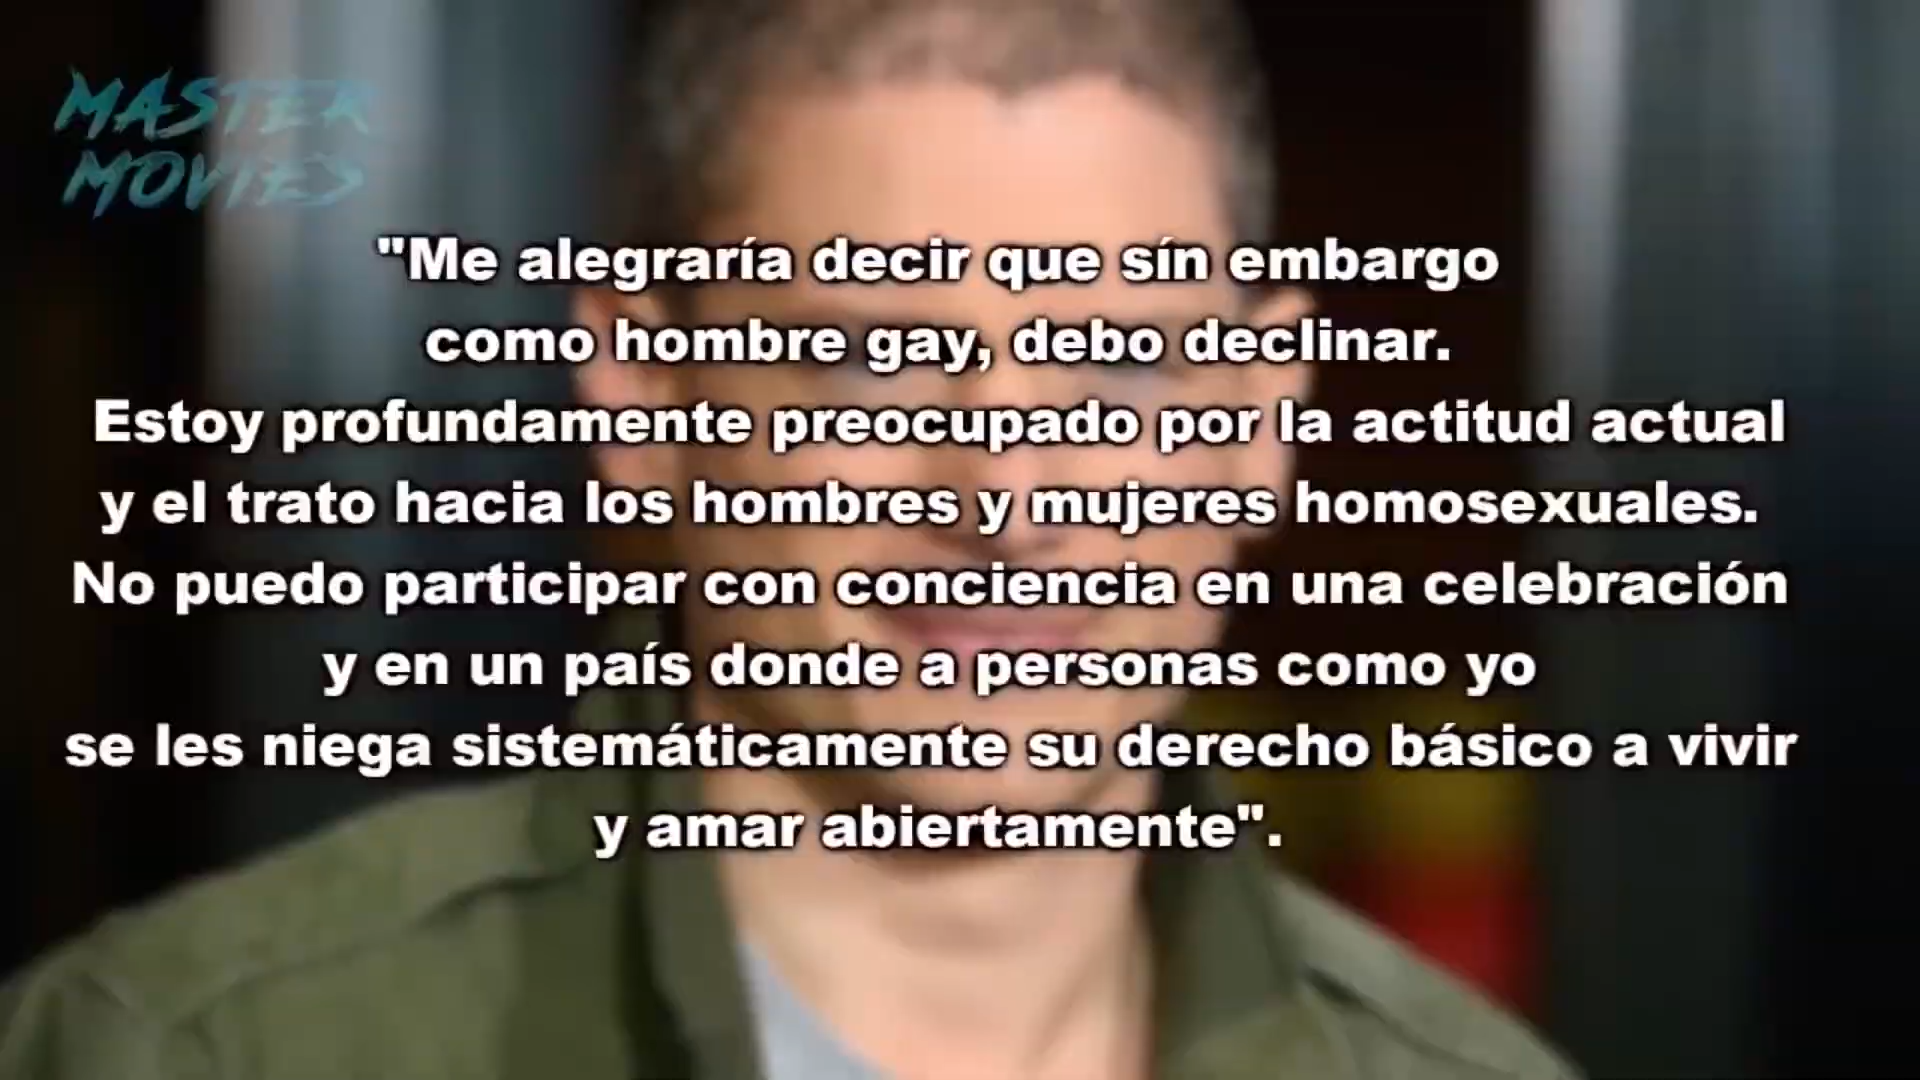 MASTER
MOVIES
"Me alegraría decir que sín embargo
como hombre gay, debo declinar.
Estoy profundamente preocupado por la actitud actual
y el trato hacia los hombres y mujeres homosexuales.
No puedo participar con conciencia en una celebración
y en un país donde a personas como yo
se les niega sistemáticamente su derecho básico a vivir
y amar abiertamente".